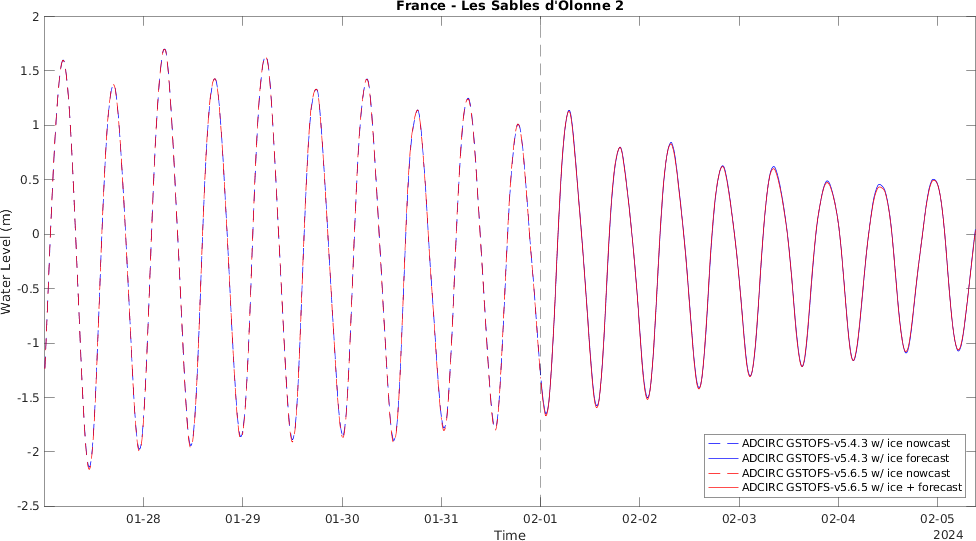 France - Les Sables d'Olonne 2
2
1.5
1
0.5
0
-0.5
-1
-1.5
-2
-2.5
Water Level (m)
01-28 01-29 01-30 01-31 02-01 02-02 02-03 02-04 02-05
Time
2024
ADCIRC GSTOFS-v5.4.3 w/ ice nowcast
ADCIRC GSTOFS-v5.4.3 w/ ice forecast
ADCIRC GSTOFS-v5.6.5 w/ ice nowcast
ADCIRC GSTOFS-v5.6.5 w/ ice + forecast